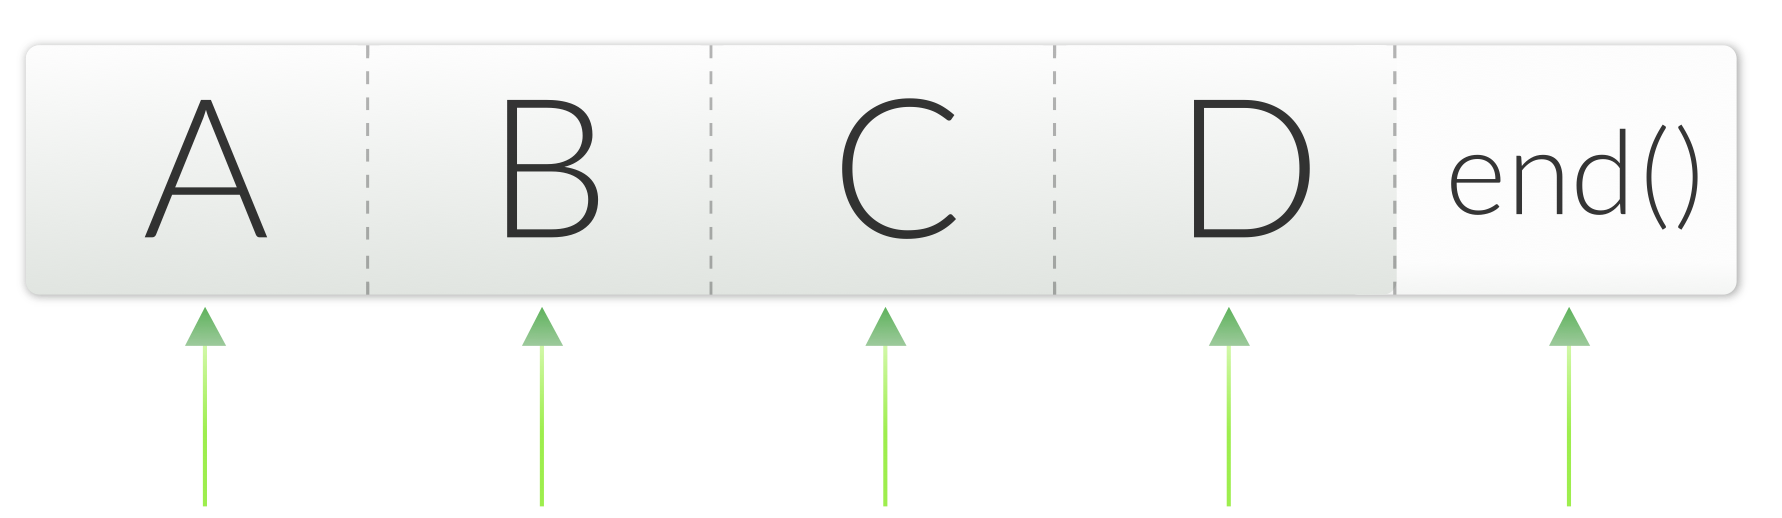 A B C D end()